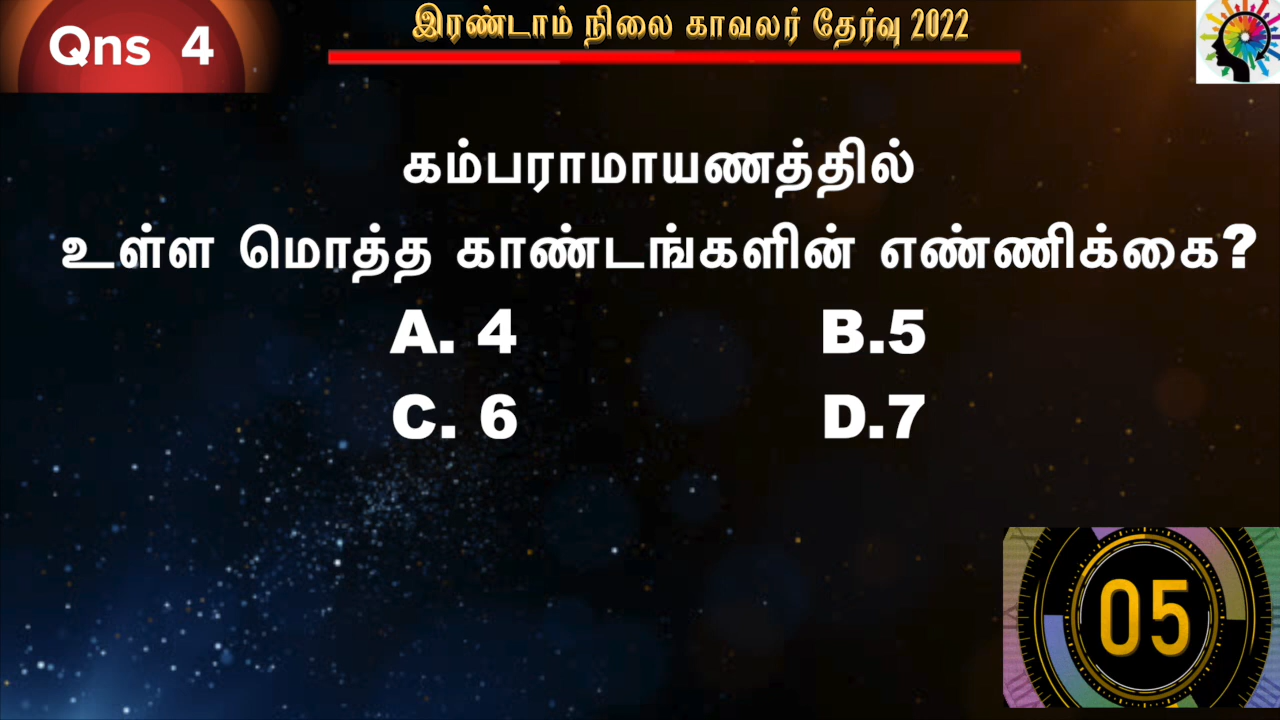 Qns 4
இரண்டாம் நிலை காவலர் தேர்வு 2022
கம்பராமாயணத்தில்
உள்ள மொத்த காண்டங்களின் எண்ணிக்கை?
A. 4 B.5
C. 6 D.7
05